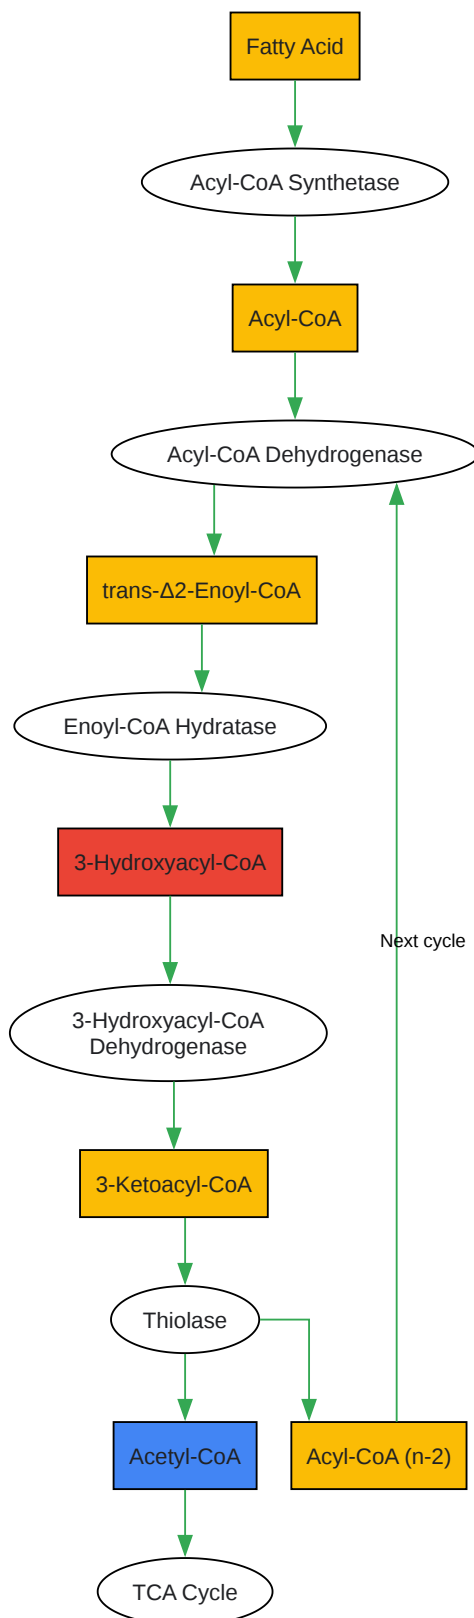 Fatty Acid
Acyl-CoA Synthetase
Acyl-CoA
Acyl-CoA Dehydrogenase
trans-Δ2-Enoyl-CoA
Enoyl-CoA Hydratase
3-Hydroxyacyl-CoA
Next cycle
3-Hydroxyacyl-CoA
Dehydrogenase
3-Ketoacyl-CoA
Thiolase
Acetyl-CoA
Acyl-CoA (n-2)
TCA Cycle